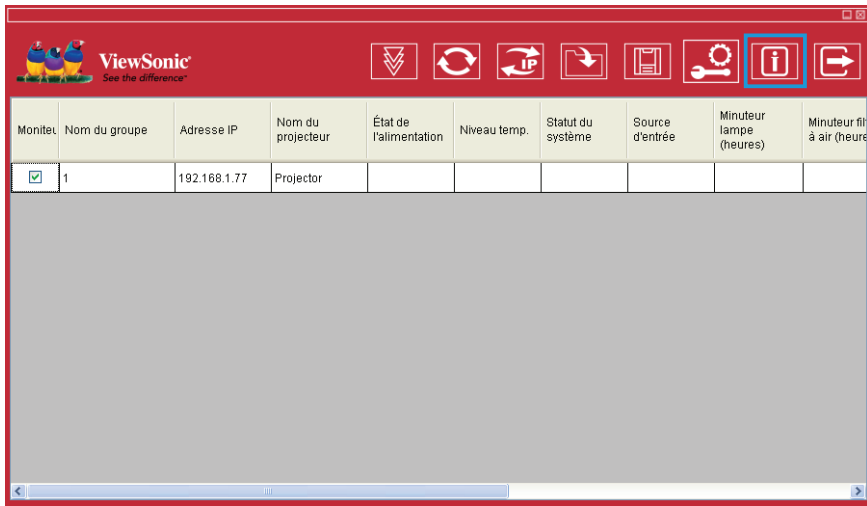 ViewSonic®
See the difference™
IP
i
Moniteu
Nom du groupe
Adresse IP
Nom du
projecteur
État de
l'alimentation
Niveau temp.
Statut du
système
Source
d'entrée
Minuteur
lampe
(heures)
Minuteur fil
à air (heure
1
192.168.1.77
Projector